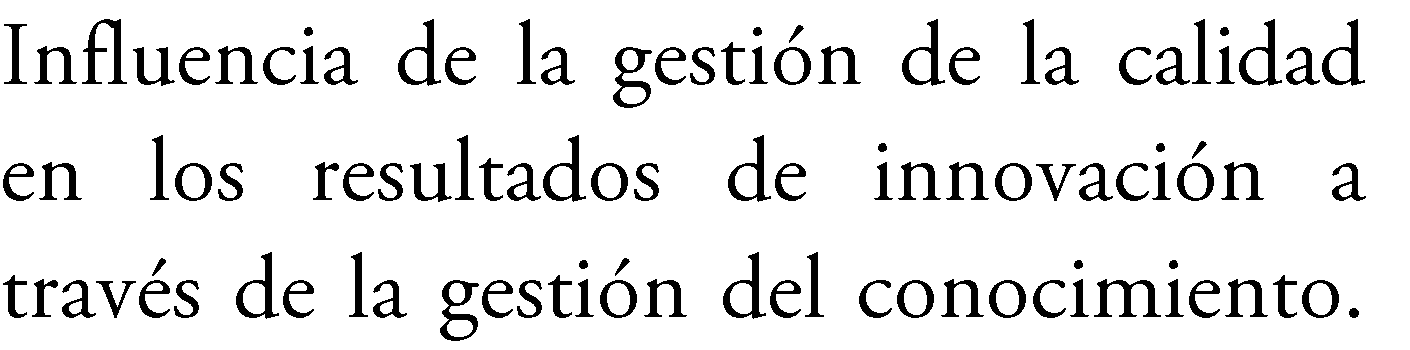 Influencia de la gestión de la calidad
en los resultados de innovación a
través de la gestión del conocimiento.